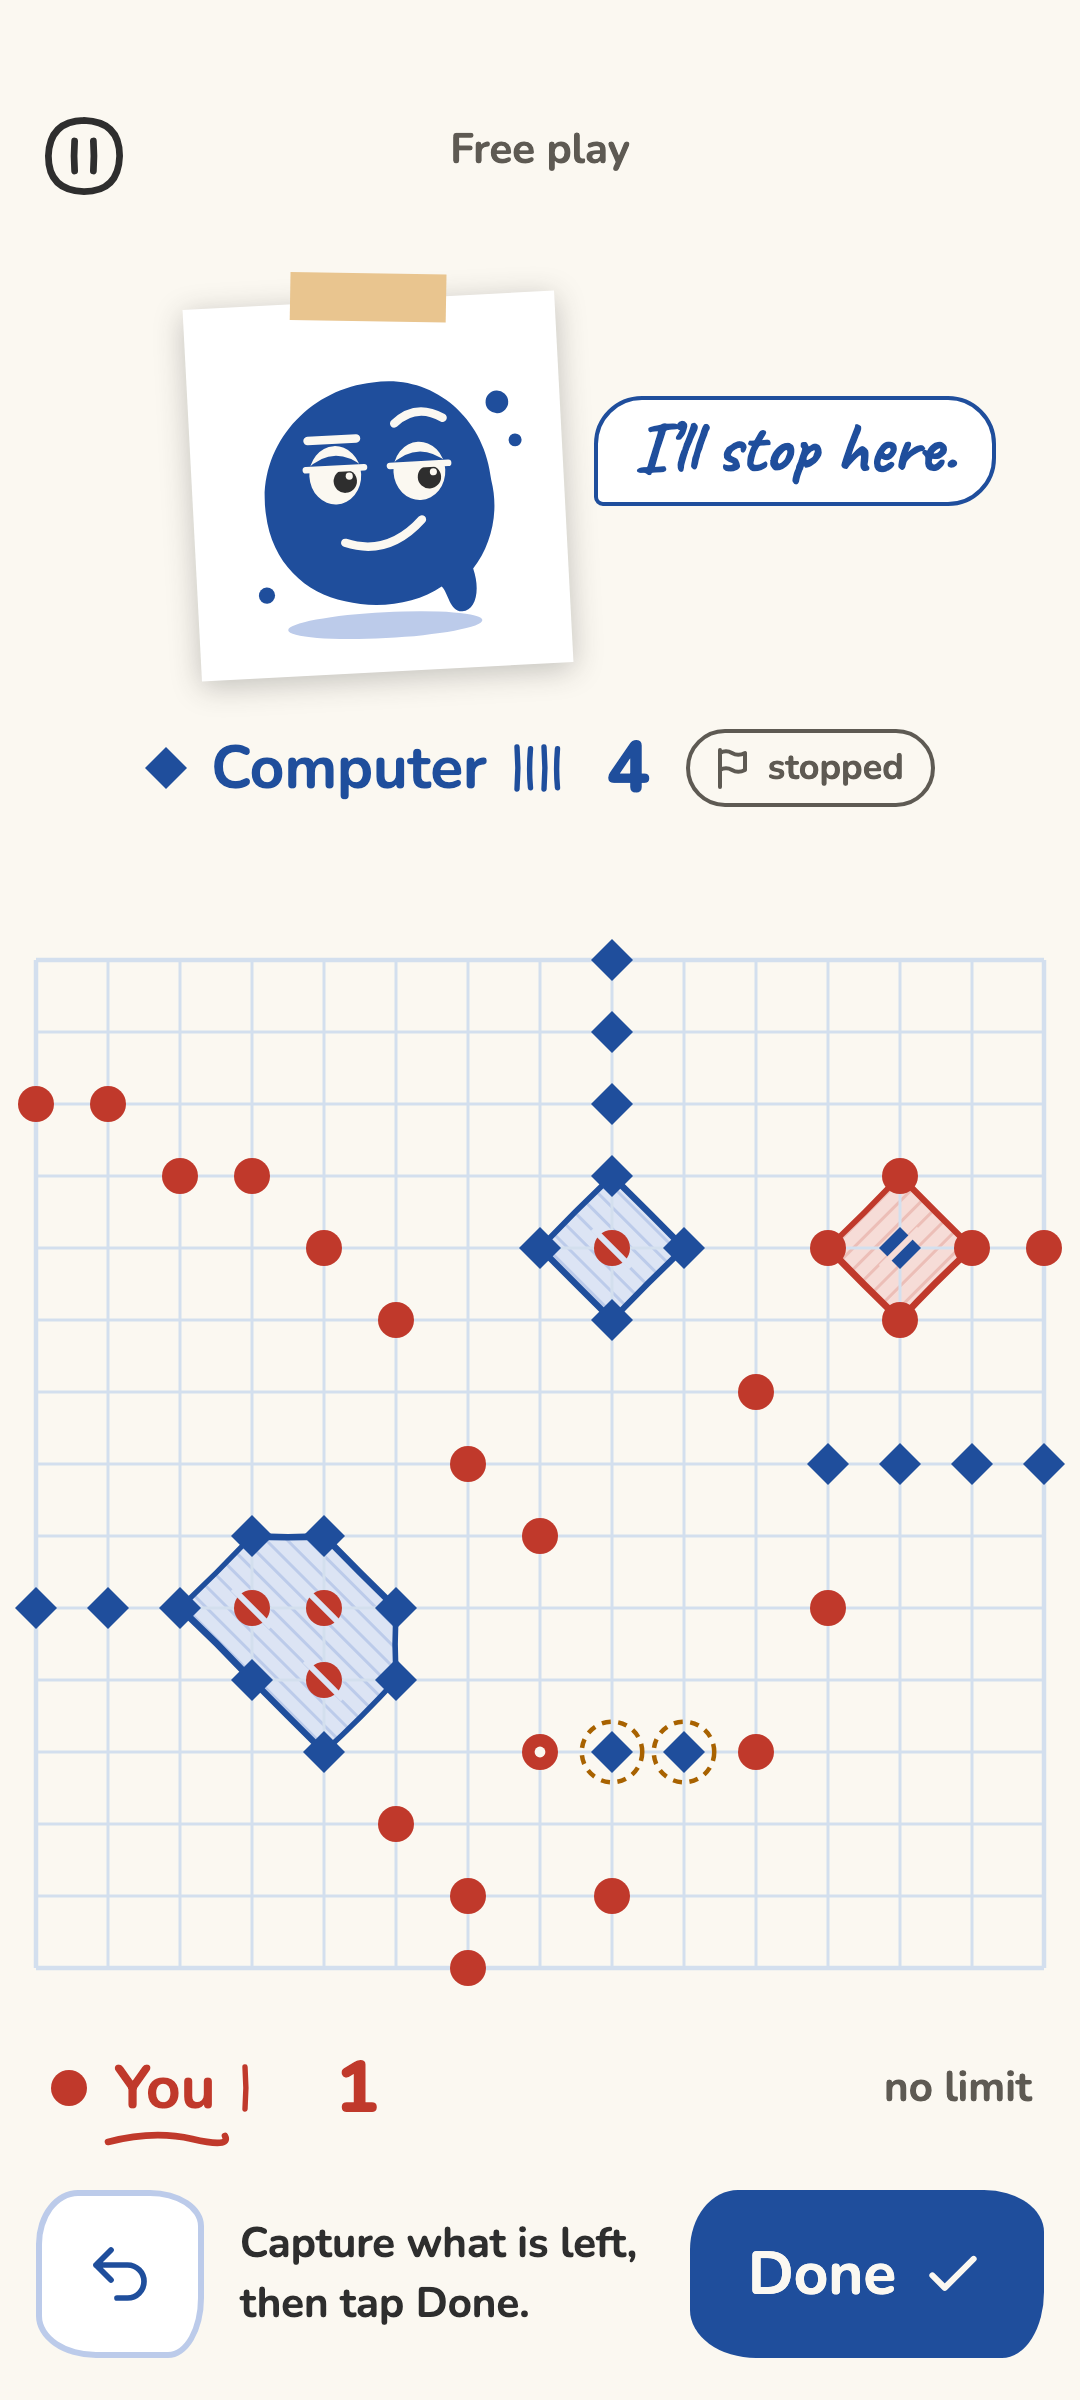 Free play
I'll stop here.
Computer 4 stopped
You 1 no limit
Capture what is left,
then tap Done.
Done